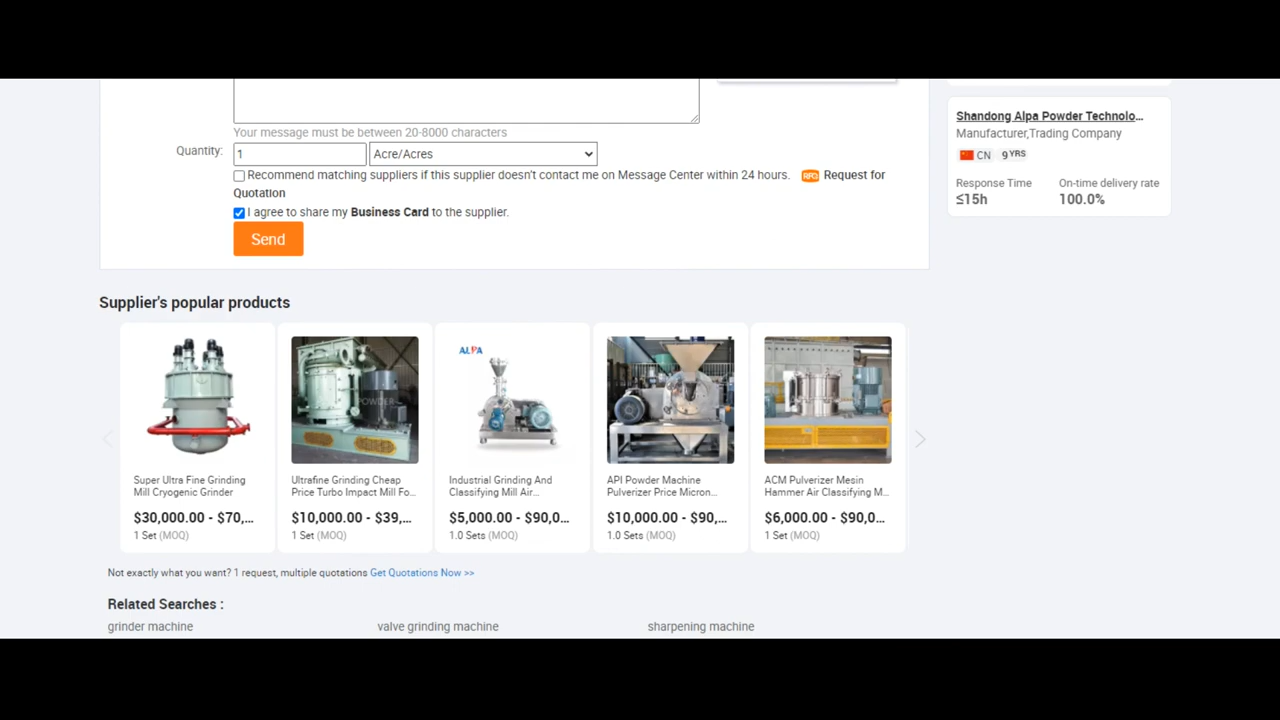 Shandong Alpa Powder Technolo...
Manufacturer,Trading Company
CN 9 YRS
Response Time On-time delivery rate
≤15h 100.0%
Your message must be between 20-8000 characters
Quantity: 1 Acre/Acres
Recommend matching suppliers if this supplier doesn't contact me on Message Center within 24 hours. RFQ Request for
Quotation
I agree to share my Business Card to the supplier.
Send
Supplier's popular products
ALPA
POWDER
Super Ultra Fine Grinding
Mill Cryogenic Grinder
$30,000.00 - $70,...
1 Set (MOQ)
Ultrafine Grinding Cheap
Price Turbo Impact Mill Fo...
$10,000.00 - $39,...
1 Set (MOQ)
Industrial Grinding And
Classifying Mill Air...
$5,000.00 - $90,0...
1.0 Sets (MOQ)
API Powder Machine
Pulverizer Price Micron...
$10,000.00 - $90,...
1.0 Sets (MOQ)
ACM Pulverizer Mesin
Hammer Air Classifying M...
$6,000.00 - $90,0...
1 Set (MOQ)
Not exactly what you want? 1 request, multiple quotations Get Quotations Now >>
Related Searches :
grinder machine valve grinding machine sharpening machine